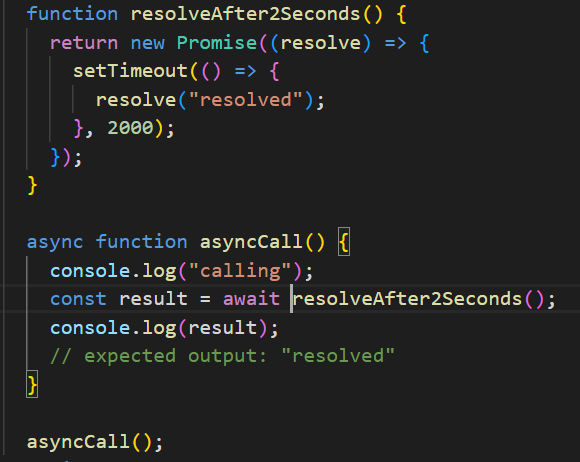 function resolveAfter2Seconds() {
  return new Promise((resolve) => {
    setTimeout(() => {
      resolve("resolved");
    }, 2000);
  });
}

async function asyncCall() {
  console.log("calling");
  const result = await resolveAfter2Seconds();
  console.log(result);
  // expected output: "resolved"
}

asyncCall();